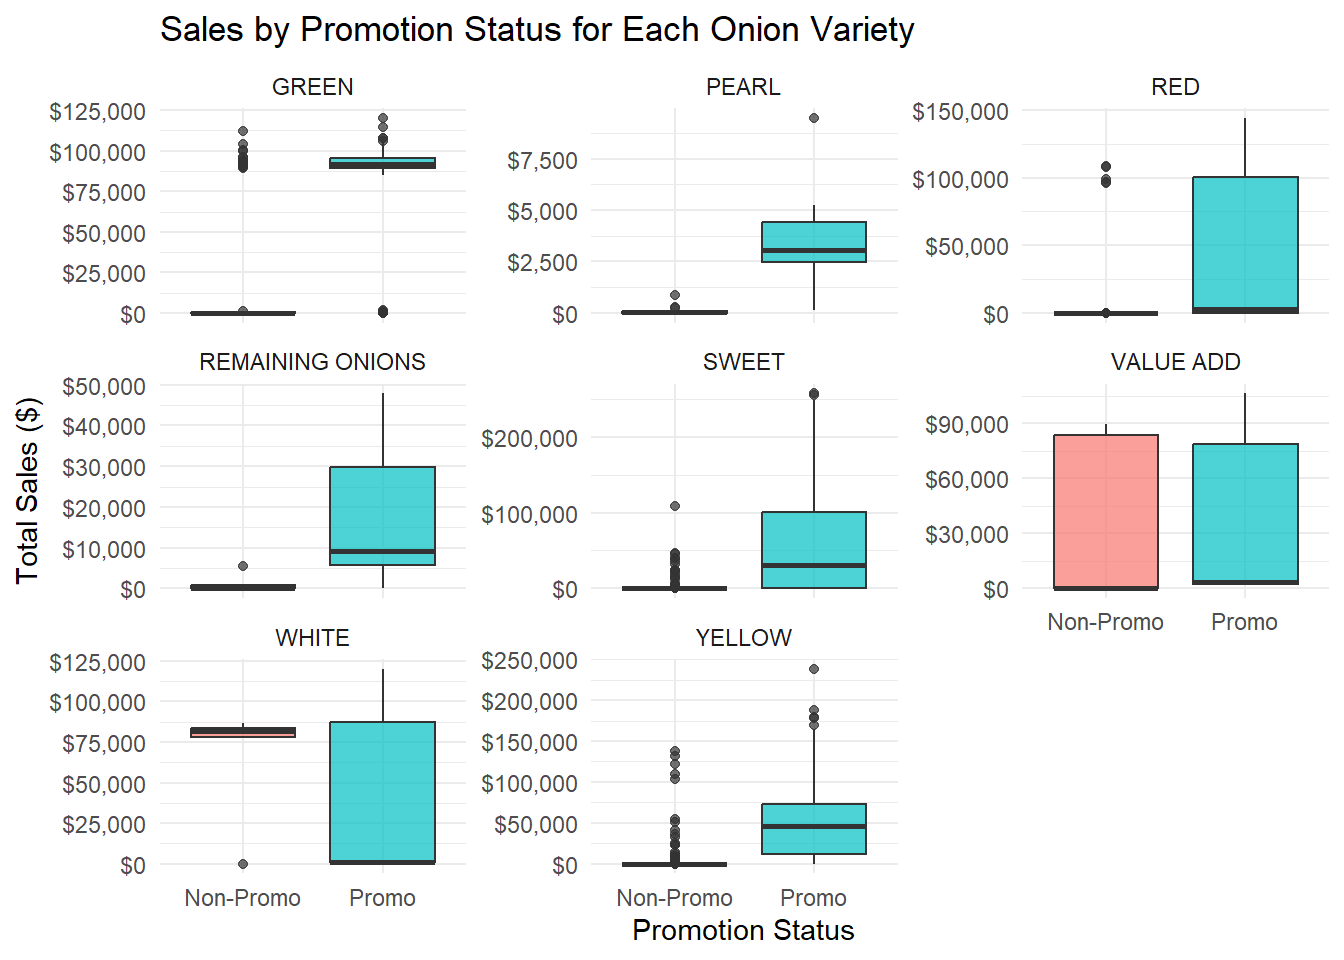 Sales by Promotion Status for Each Onion Variety
GREEN
$125,000
$100,000
$75,000
$50,000
$25,000
$0
PEARL
$7,500
$5,000
$2,500
$0
RED
$150,000
$100,000
$50,000
$0
REMAINING ONIONS
$50,000
$40,000
$30,000
$20,000
$10,000
$0
SWEET
$200,000
$100,000
$0
VALUE ADD
$90,000
$60,000
$30,000
$0
Non-Promo Promo
WHITE
$125,000
$100,000
$75,000
$50,000
$25,000
$0
Non-Promo Promo
YELLOW
$250,000
$200,000
$150,000
$100,000
$50,000
$0
Non-Promo Promo
Total Sales ($)
Promotion Status